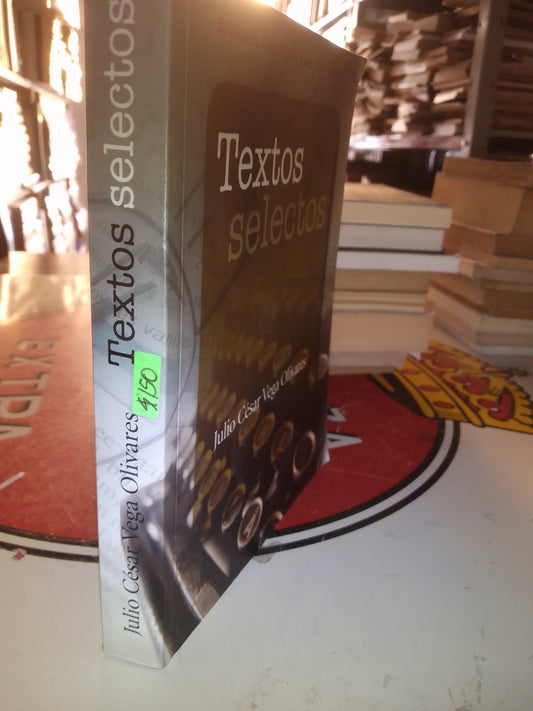 Textos selectos
$150
Julio César Vega Olivares
Textos
selectos
Julio César Vega Olivares
EXTRA